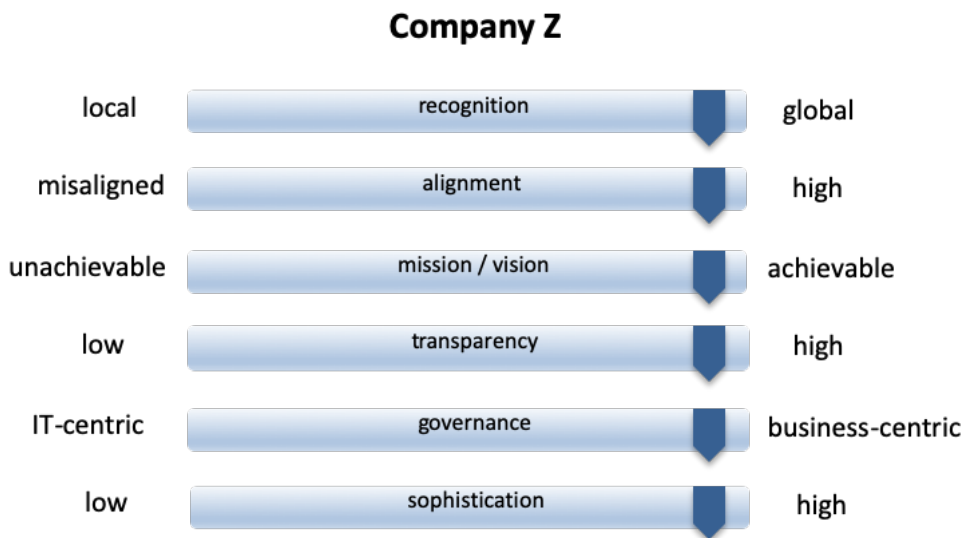 Company Z
local recognition global
misaligned alignment high
unachievable mission / vision achievable
low transparency high
IT-centric governance business-centric
low sophistication high